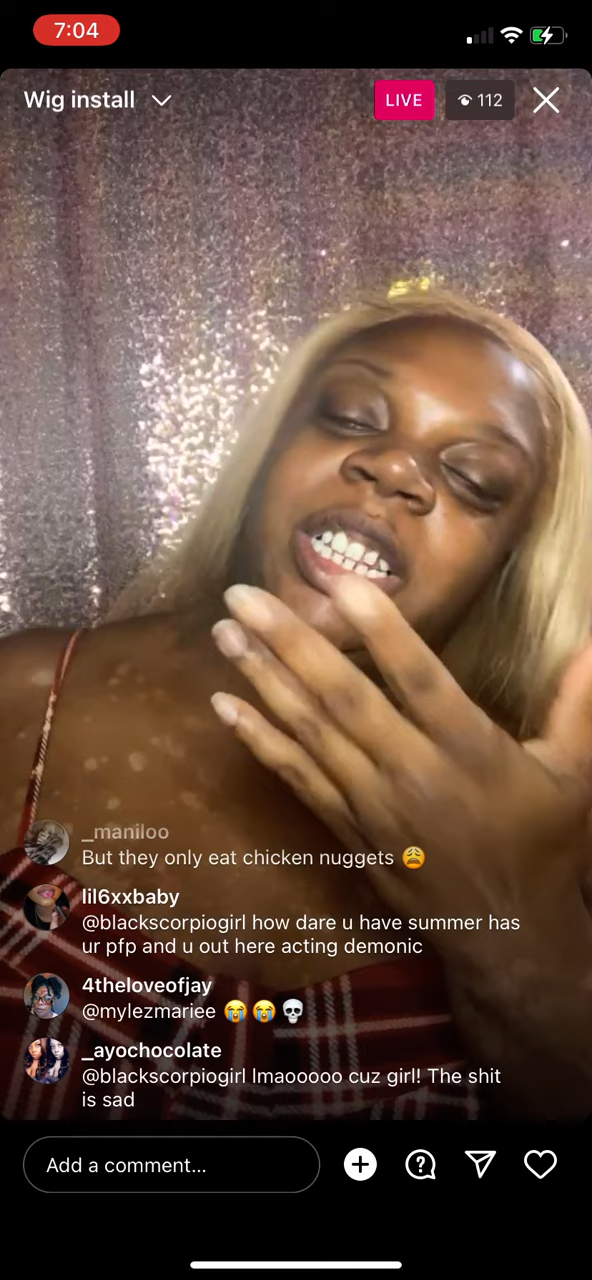 7:04
Wig install
LIVE
112
_maniloo
But they only eat chicken nuggets 😩
lil6xxbaby
@blackscorpiogirl how dare u have summer has
ur pfp and u out here acting demonic
4theloveofjay
@mylezmariee 😭😭💀
_ayochocolate
@blackscorpiogirl lmaooooo cuz girl! The shit
is sad
Add a comment...